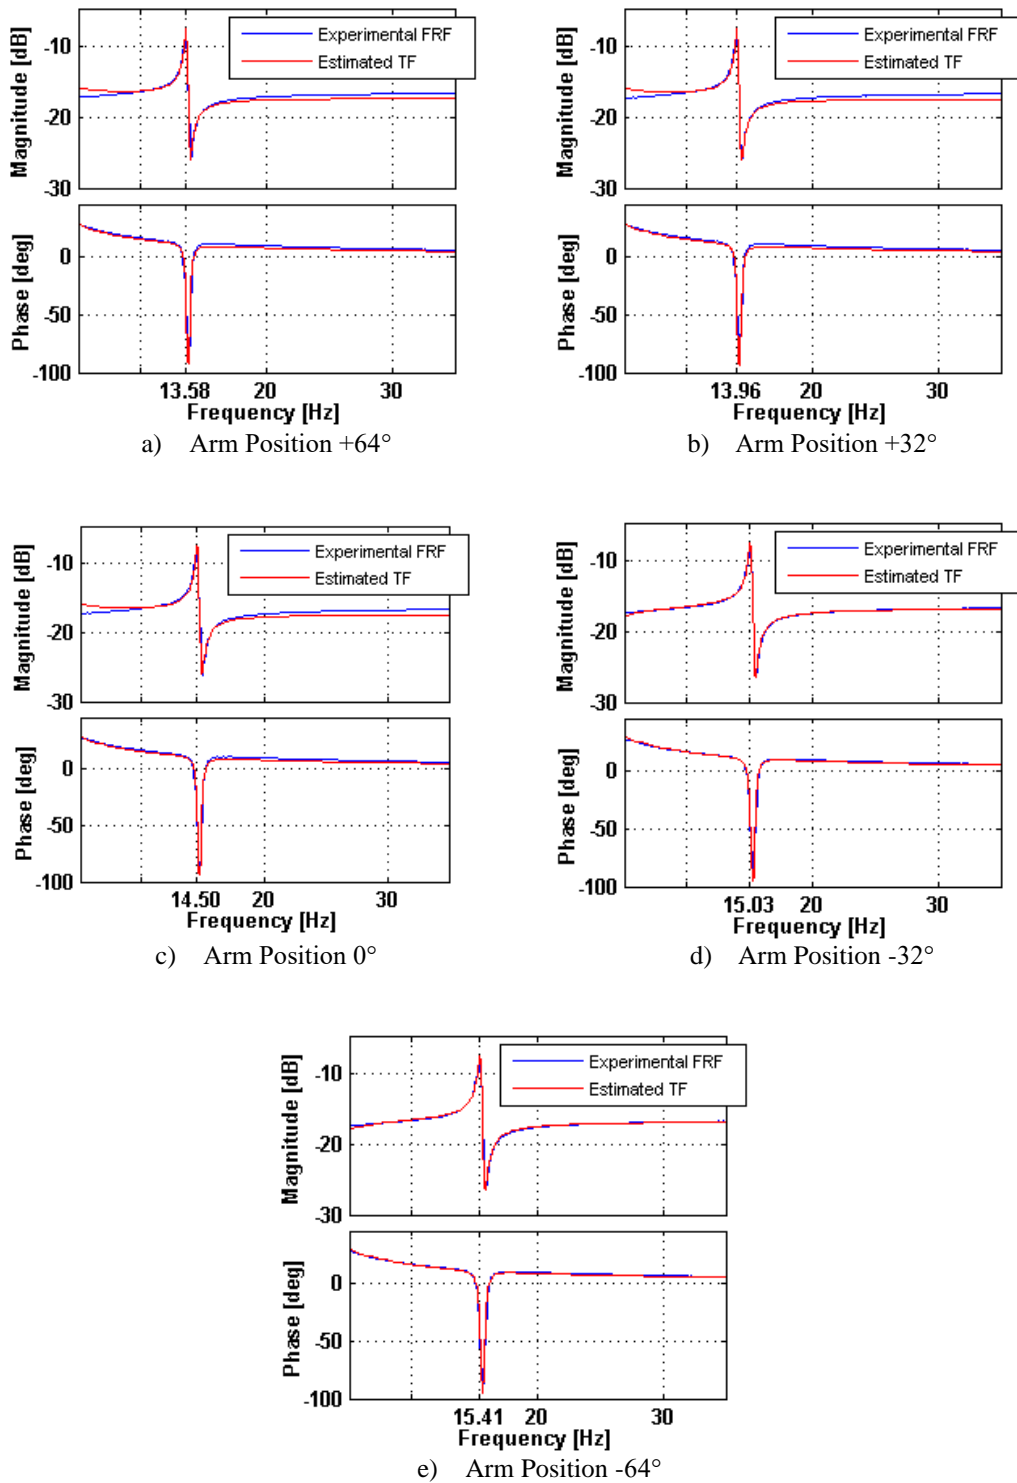 Magnitude [dB]
-10
-20
-30
Experimental FRF
Estimated TF
Phase [deg]
0
-50
-100
13.58 20 30
Frequency [Hz]
a) Arm Position +64°
Magnitude [dB]
-10
-20
-30
Experimental FRF
Estimated TF
Phase [deg]
0
-50
-100
13.96 20 30
Frequency [Hz]
b) Arm Position +32°
Magnitude [dB]
-10
-20
-30
Experimental FRF
Estimated TF
Phase [deg]
0
-50
-100
14.50 20 30
Frequency [Hz]
c) Arm Position 0°
Magnitude [dB]
-10
-20
-30
Experimental FRF
Estimated TF
Phase [deg]
0
-50
-100
15.03 20 30
Frequency [Hz]
d) Arm Position -32°
Magnitude [dB]
-10
-20
-30
Experimental FRF
Estimated TF
Phase [deg]
0
-50
-100
15.41 20 30
Frequency [Hz]
e) Arm Position -64°